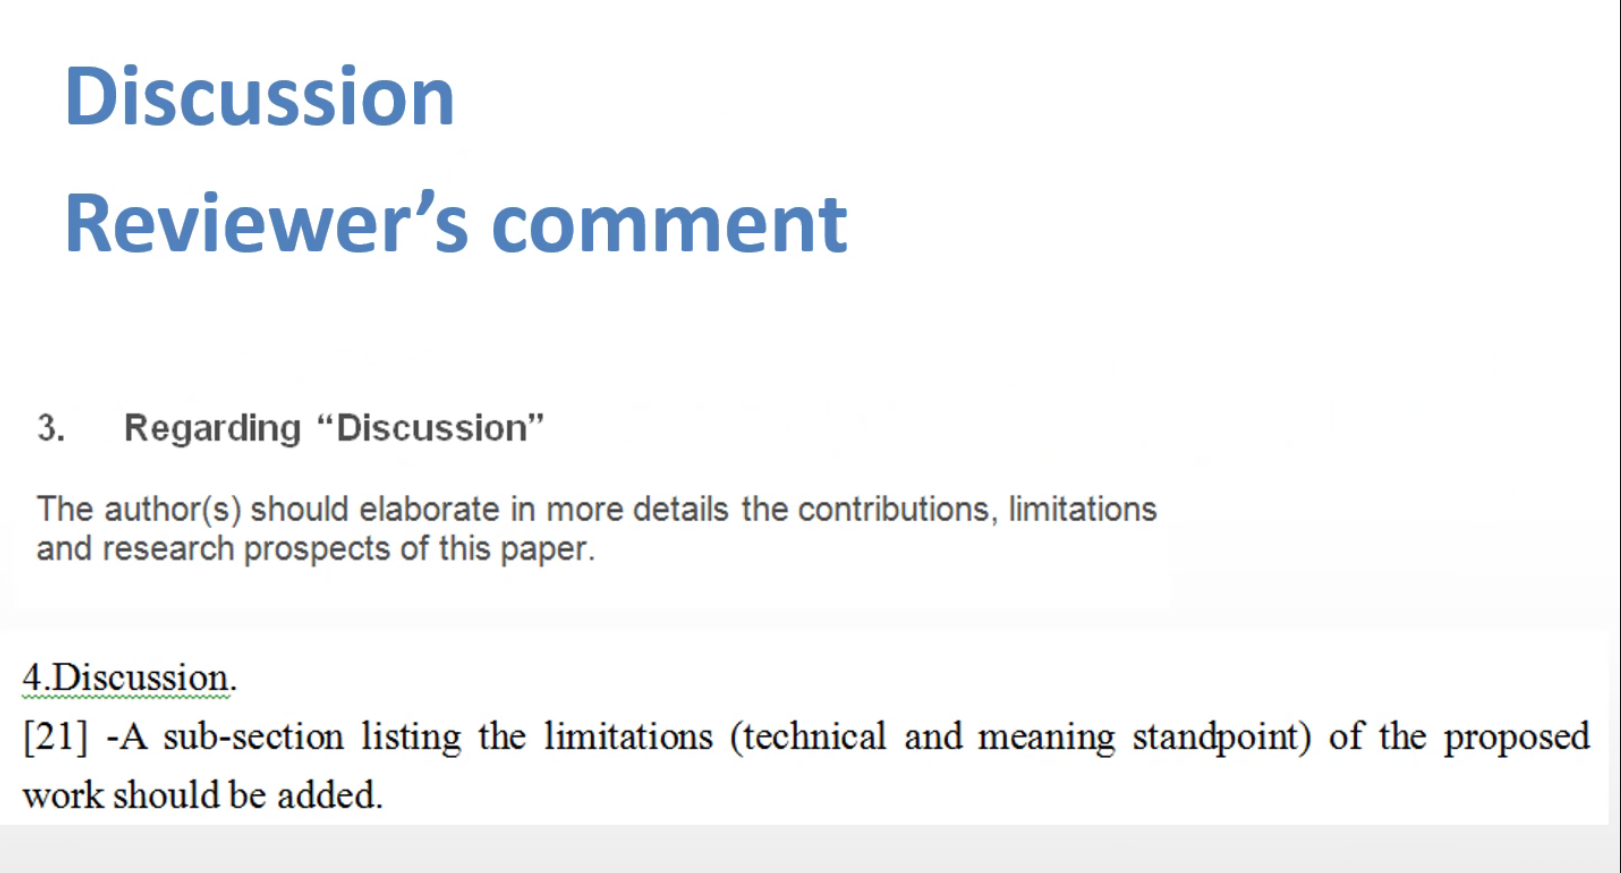 Discussion
Reviewer’s comment
3. Regarding “Discussion”
The author(s) should elaborate in more details the contributions, limitations
and research prospects of this paper.
4.Discussion.
[21] -A sub-section listing the limitations (technical and meaning standpoint) of the proposed
work should be added.